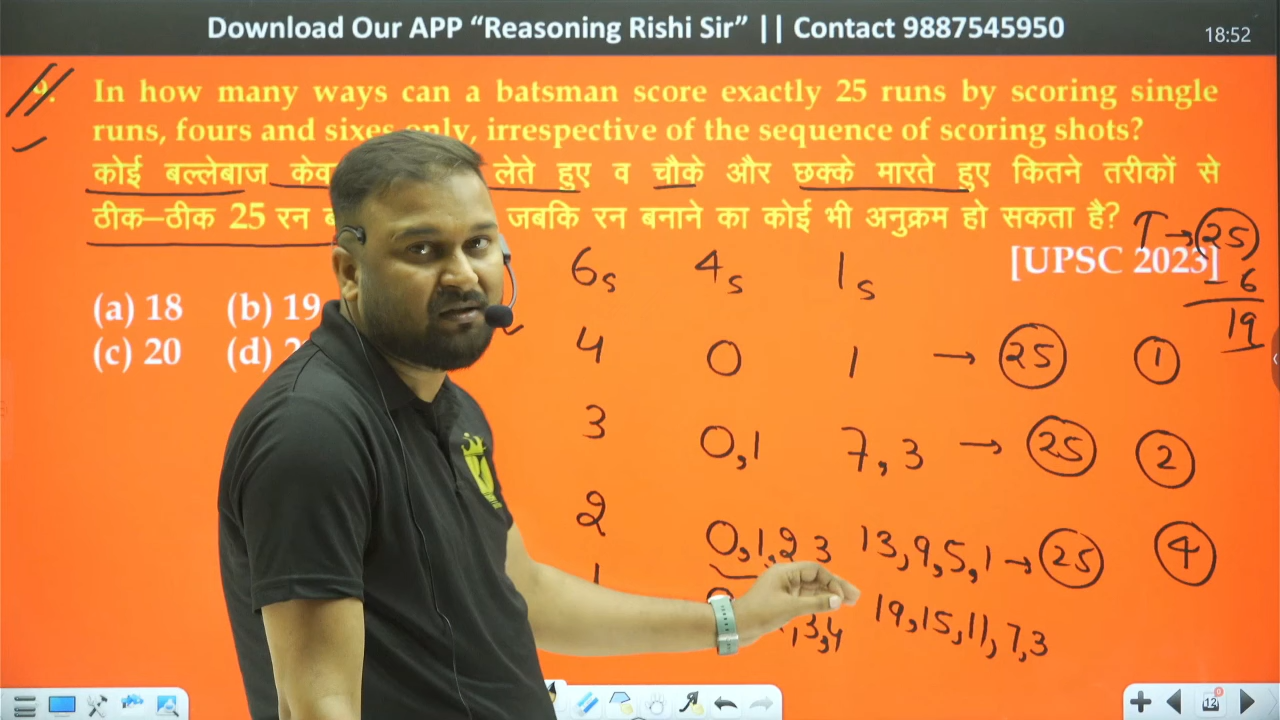 Download Our APP “Reasoning Rishi Sir” || Contact 9887545950
18:52
9. In how many ways can a batsman score exactly 25 runs by scoring single
runs, fours and sixes only, irrespective of the sequence of scoring shots?
कोई बल्लेबाज लेते हुए व चौके और छक्के मारते हुए कितने तरीकों से
ठीक–ठीक 25 रन जबकि रन बनाने का कोई भी अनुक्रम हो सकता है?
[UPSC 2023]
(a) 18 (b) 19
(c) 20 (d)
T→25
- 6
19
6s 4s 1s
4 0 1 → 25 1
3 0,1 7,3 → 25 2
2 0,1,2 3 13,9,5,1 → 25 4
1 ,3,4 19,15,11,7,3
12